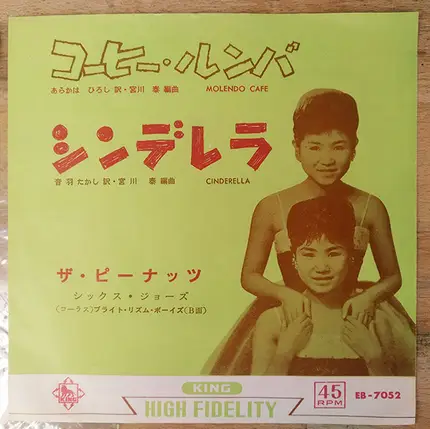 コーヒー・ルンバ
あらかは ひろし 訳・宮川 泰 編曲 MOLENDO CAFE
シンデレラ
音羽たかし 訳・宮川 泰 編曲 CINDERELLA
ザ・ピーナッツ
シックス・ジョーズ
(コーラス)ブライト・リズム・ボーイズ(B面)
KING
KING
HIGH FIDELITY
45
RPM
EB-7052